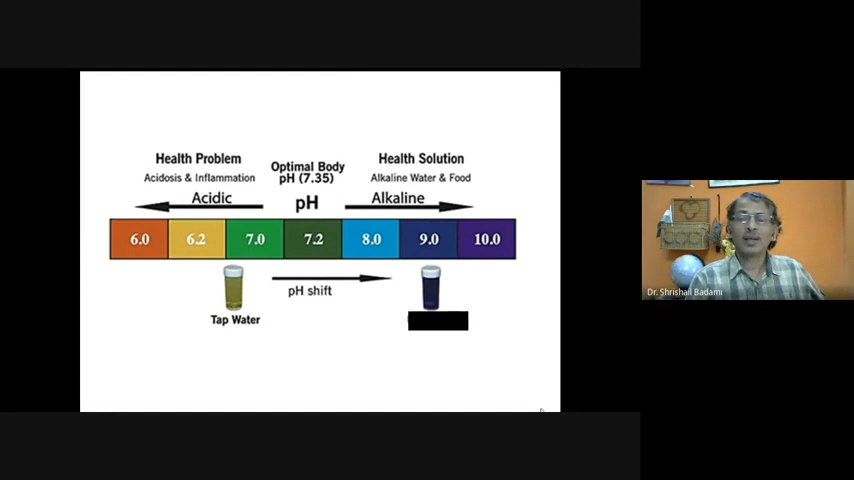 Health Problem
Acidosis & Inflammation
Acidic
Optimal Body
pH (7.35)
pH
Health Solution
Alkaline Water & Food
Alkaline
6.0 6.2 7.0 7.2 8.0 9.0 10.0
pH shift
Tap Water
Dr. Shrishail Badami